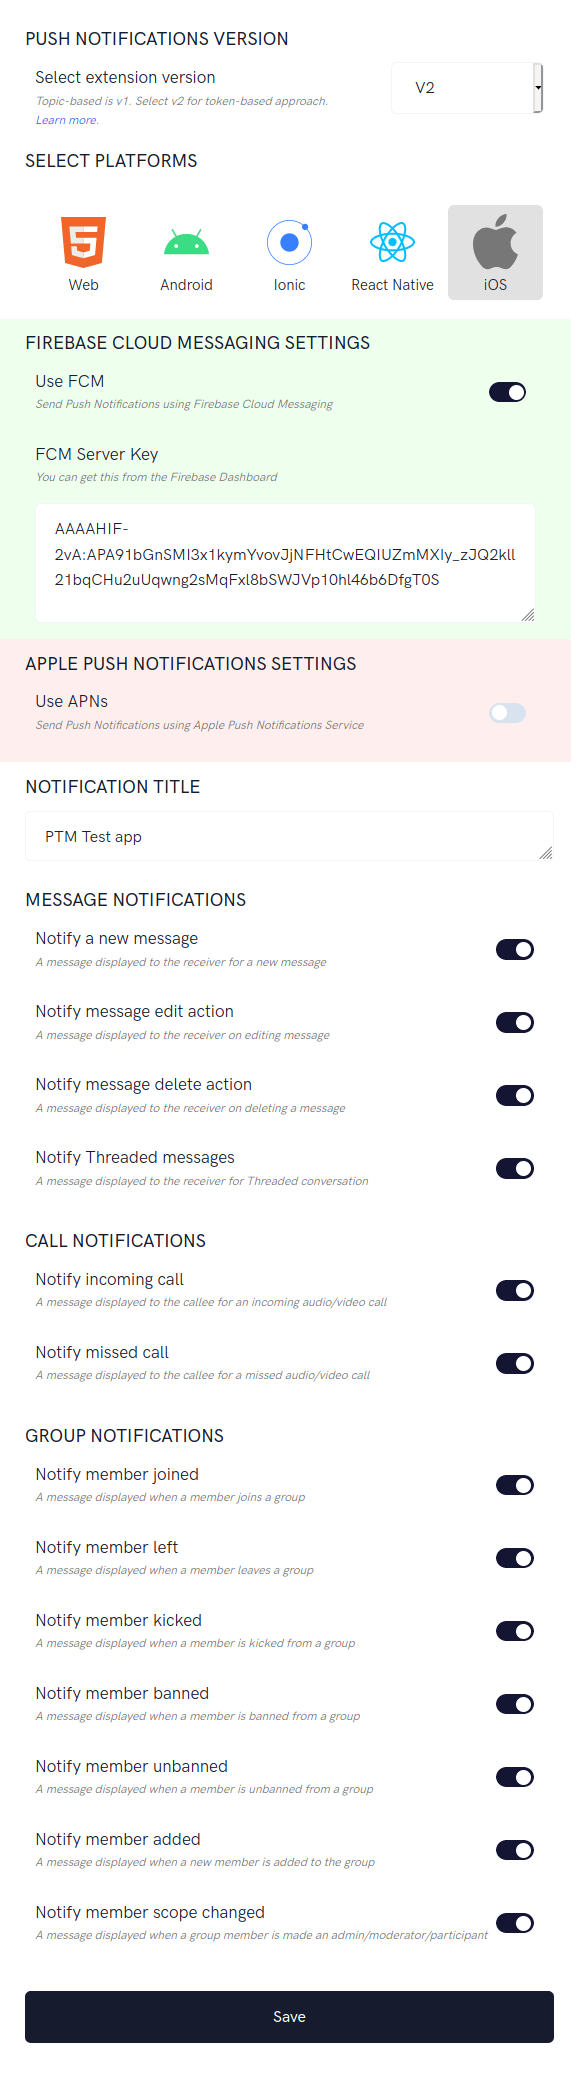 PUSH NOTIFICATIONS VERSION
Select extension version
Topic-based is v1. Select v2 for token-based approach.
Learn more.
V2
SELECT PLATFORMS
Web
Android
Ionic
React Native
iOS
FIREBASE CLOUD MESSAGING SETTINGS
Use FCM
Send Push Notifications using Firebase Cloud Messaging
FCM Server Key
You can get this from the Firebase Dashboard
AAAAHIF-
2vA:APA91bGnSMI3x1kymYvovJjNFHtCwEQIUZmMXIy_zJQ2kll
21bqCHu2uUqwng2sMqFxl8bSWJVp10hl46b6DfgT0S
APPLE PUSH NOTIFICATIONS SETTINGS
Use APNs
Send Push Notifications using Apple Push Notifications Service
NOTIFICATION TITLE
PTM Test app
MESSAGE NOTIFICATIONS
Notify a new message
A message displayed to the receiver for a new message
Notify message edit action
A message displayed to the receiver on editing message
Notify message delete action
A message displayed to the receiver on deleting a message
Notify Threaded messages
A message displayed to the receiver for Threaded conversation
CALL NOTIFICATIONS
Notify incoming call
A message displayed to the callee for an incoming audio/video call
Notify missed call
A message displayed to the callee for a missed audio/video call
GROUP NOTIFICATIONS
Notify member joined
A message displayed when a member joins a group
Notify member left
A message displayed when a member leaves a group
Notify member kicked
A message displayed when a member is kicked from a group
Notify member banned
A message displayed when a member is banned from a group
Notify member unbanned
A message displayed when a member is unbanned from a group
Notify member added
A message displayed when a new member is added to the group
Notify member scope changed
A message displayed when a group member is made an admin/moderator/participant
Save